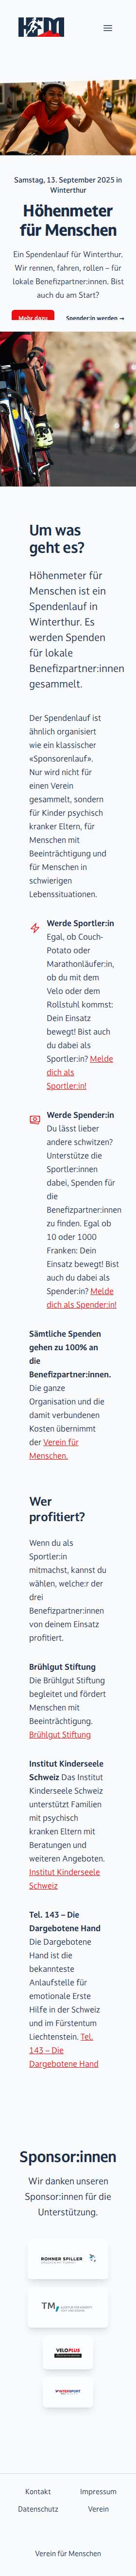 HFM
Samstag, 13. September 2025 in
Winterthur
Höhenmeter
für Menschen
Ein Spendenlauf für Winterthur.
Wir rennen, fahren, rollen – für
lokale Benefizpartner:innen. Bist
auch du am Start?
Mehr dazu
Spender:in werden →
Um was
geht es?
Höhenmeter für
Menschen ist ein
Spendenlauf in
Winterthur. Es
werden Spenden
für lokale
Benefizpartner:innen
gesammelt.
Der Spendenlauf ist
ähnlich organisiert
wie ein klassischer
«Sponsorenlauf».
Nur wird nicht für
einen Verein
gesammelt, sondern
für Kinder psychisch
kranker Eltern, für
Menschen mit
Beeinträchtigung und
für Menschen in
schwierigen
Lebenssituationen.
Werde Sportler:in
Egal, ob Couch-
Potato oder
Marathonläufer:in,
ob du mit dem
Velo oder dem
Rollstuhl kommst:
Dein Einsatz
bewegt! Bist auch
du dabei als
Sportler:in? Melde
dich als
Sportler:in!
Werde Spender:in
Du lässt lieber
andere schwitzen?
Unterstütze die
Sportler:innen
dabei, Spenden für
die
Benefizpartner:innen
zu finden. Egal ob
10 oder 1000
Franken: Dein
Einsatz bewegt! Bist
auch du dabei als
Spender:in? Melde
dich als Spender:in!
Sämtliche Spenden
gehen zu 100% an
die
Benefizpartner:innen.
Die ganze
Organisation und die
damit verbundenen
Kosten übernimmt
der Verein für
Menschen.
Wer
profitiert?
Wenn du als
Sportler:in
mitmachst, kannst du
wählen, welche:r der
drei
Benefizpartner:innen
von deinem Einsatz
profitiert.
Brühlgut Stiftung
Die Brühlgut Stiftung
begleitet und fördert
Menschen mit
Beeinträchtigung.
Brühlgut Stiftung
Institut Kinderseele
Schweiz Das Institut
Kinderseele Schweiz
unterstützt Familien
mit psychisch
kranken Eltern mit
Beratungen und
weiteren Angeboten.
Institut Kinderseele
Schweiz
Tel. 143 – Die
Dargebotene Hand
Die Dargebotene
Hand ist die
bekannteste
Anlaufstelle für
emotionale Erste
Hilfe in der Schweiz
und im Fürstentum
Liechtenstein. Tel.
143 – Die
Dargebotene Hand
Sponsor:innen
Wir danken unseren
Sponsor:innen für die
Unterstützung.
ROHNER SPILLER
TM
VELOPLUS
WINTERSPORT
Kontakt
Impressum
Datenschutz
Verein
Verein für Menschen